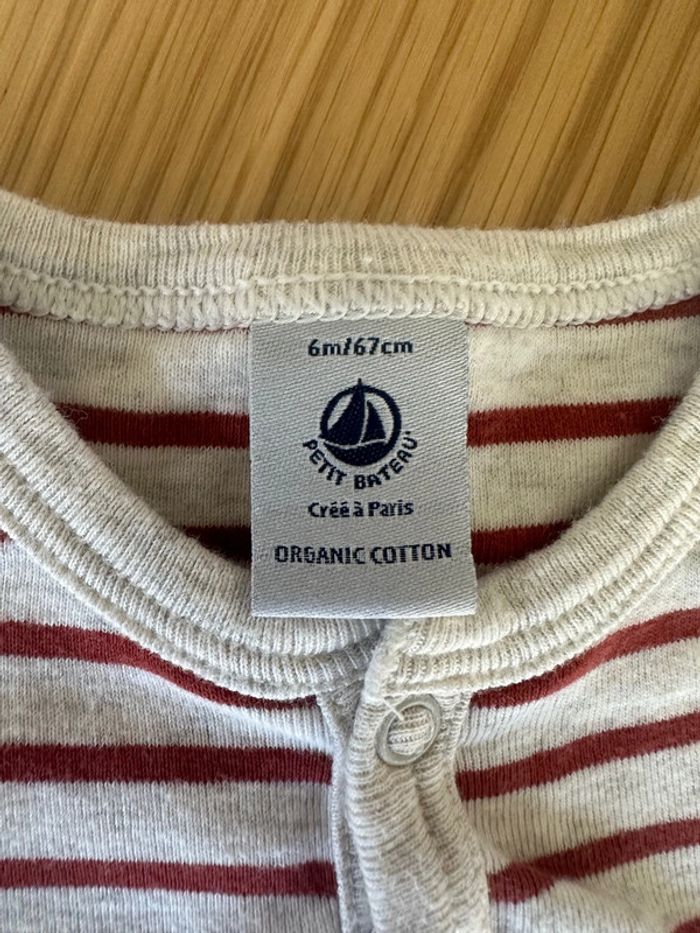 6m/67cm
PETIT BATEAU
Créé à Paris
ORGANIC COTTON